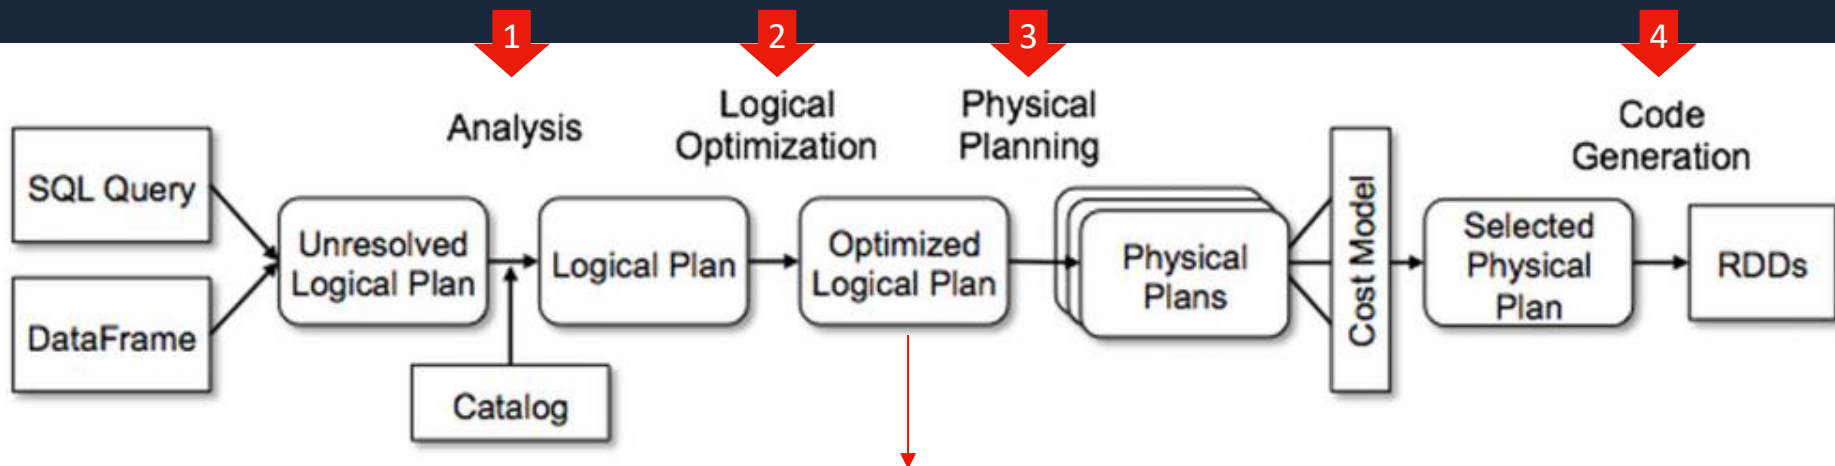 1
2
3
4
Analysis
Logical
Optimization
Physical
Planning
Code
Generation
SQL Query
DataFrame
Unresolved
Logical Plan
Catalog
Logical Plan
Optimized
Logical Plan
Physical
Plans
Cost Model
Selected
Physical
Plan
RDDs